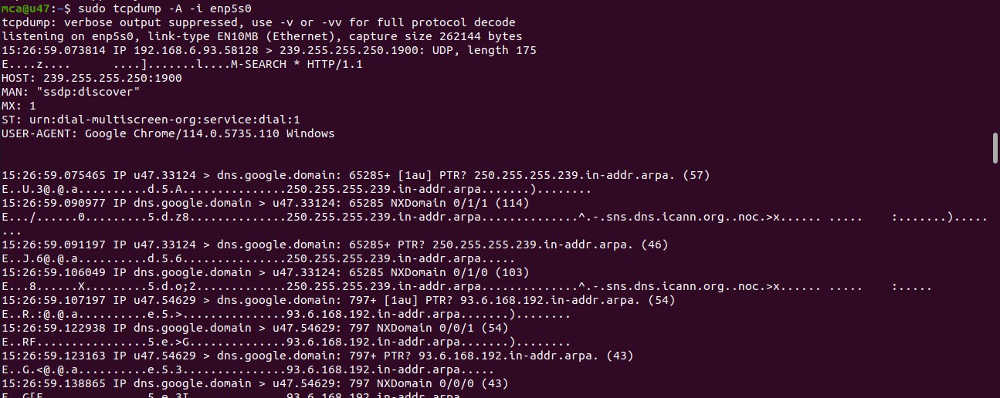 mca@u47:~$ sudo tcpdump -A -i enp5s0
tcpdump: verbose output suppressed, use -v or -vv for full protocol decode
listening on enp5s0, link-type EN10MB (Ethernet), capture size 262144 bytes
15:26:59.073814 IP 192.168.6.93.58128 > 239.255.255.250.1900: UDP, length 175
E....z....      ....].......l....M-SEARCH * HTTP/1.1
HOST: 239.255.255.250:1900
MAN: "ssdp:discover"
MX: 1
ST: urn:dial-multiscreen-org:service:dial:1
USER-AGENT: Google Chrome/114.0.5735.110 Windows
15:26:59.075465 IP u47.33124 > dns.google.domain: 65285+ [1au] PTR? 250.255.255.239.in-addr.arpa. (57)
E..U.3@.@.a..........d.5.A...............250.255.255.239.in-addr.arpa.......)........
15:26:59.090977 IP dns.google.domain > u47.33124: 65285 NXDomain 0/1/1 (114)
E.../......0.........5.d.z8..............250.255.255.239.in-addr.arpa..............^.-.sns.dns.icann.org..noc.>x...... .....    :.......).....
...
15:26:59.091197 IP u47.33124 > dns.google.domain: 65285+ PTR? 250.255.255.239.in-addr.arpa. (46)
E..J.6@.@.a..........d.5.6...............250.255.255.239.in-addr.arpa.....
15:26:59.106049 IP dns.google.domain > u47.33124: 65285 NXDomain 0/1/0 (103)
E...8......X.........5.d.o;2.............250.255.255.239.in-addr.arpa..............^.-.sns.dns.icann.org..noc.>x...... .....    :.....
15:26:59.107197 IP u47.54629 > dns.google.domain: 797+ [1au] PTR? 93.6.168.192.in-addr.arpa. (54)
E..R.:@.@.a..........e.5.>...............93.6.168.192.in-addr.arpa.......)........
15:26:59.122938 IP dns.google.domain > u47.54629: 797 NXDomain 0/0/1 (54)
E..RF................5.e.>G..............93.6.168.192.in-addr.arpa.......)........
15:26:59.123163 IP u47.54629 > dns.google.domain: 797+ PTR? 93.6.168.192.in-addr.arpa. (43)
E..G.<@.@.a..........e.5.3...............93.6.168.192.in-addr.arpa.....
15:26:59.138865 IP dns.google.domain > u47.54629: 797 NXDomain 0/0/0 (43)